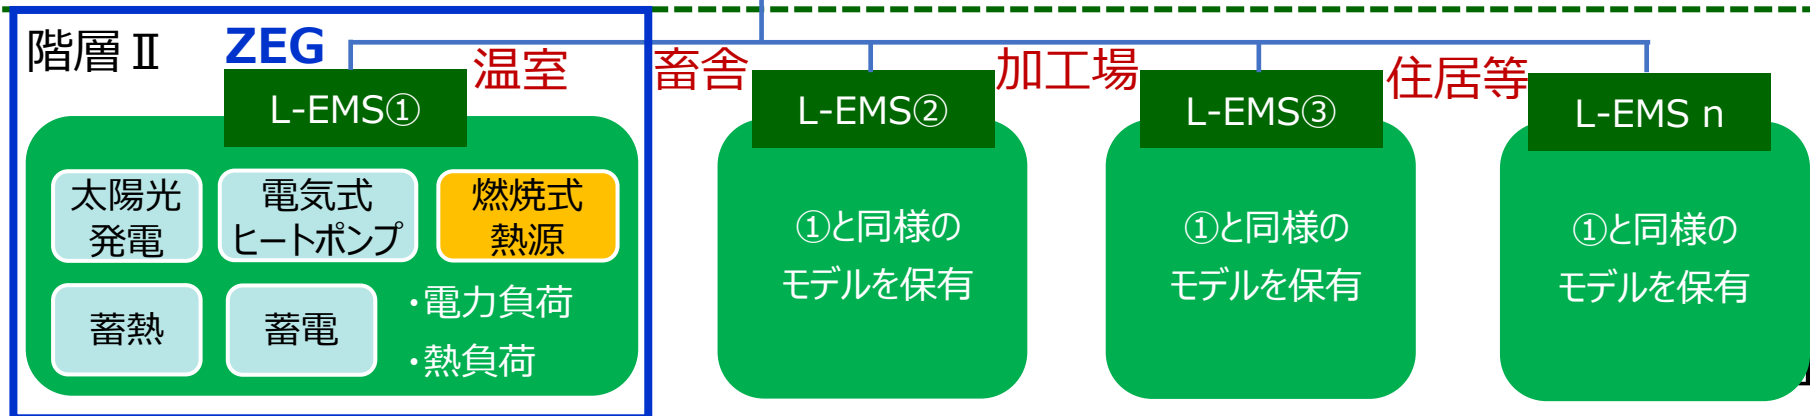 階層Ⅱ ZEG
温室
畜舎
加工場
住居等
L-EMS①
L-EMS②
L-EMS③
L-EMS n
太陽光
発電
電気式
ヒートポンプ
燃焼式
熱源
蓄熱
蓄電
・電力負荷
・熱負荷
①と同様の
モデルを保有
①と同様の
モデルを保有
①と同様の
モデルを保有